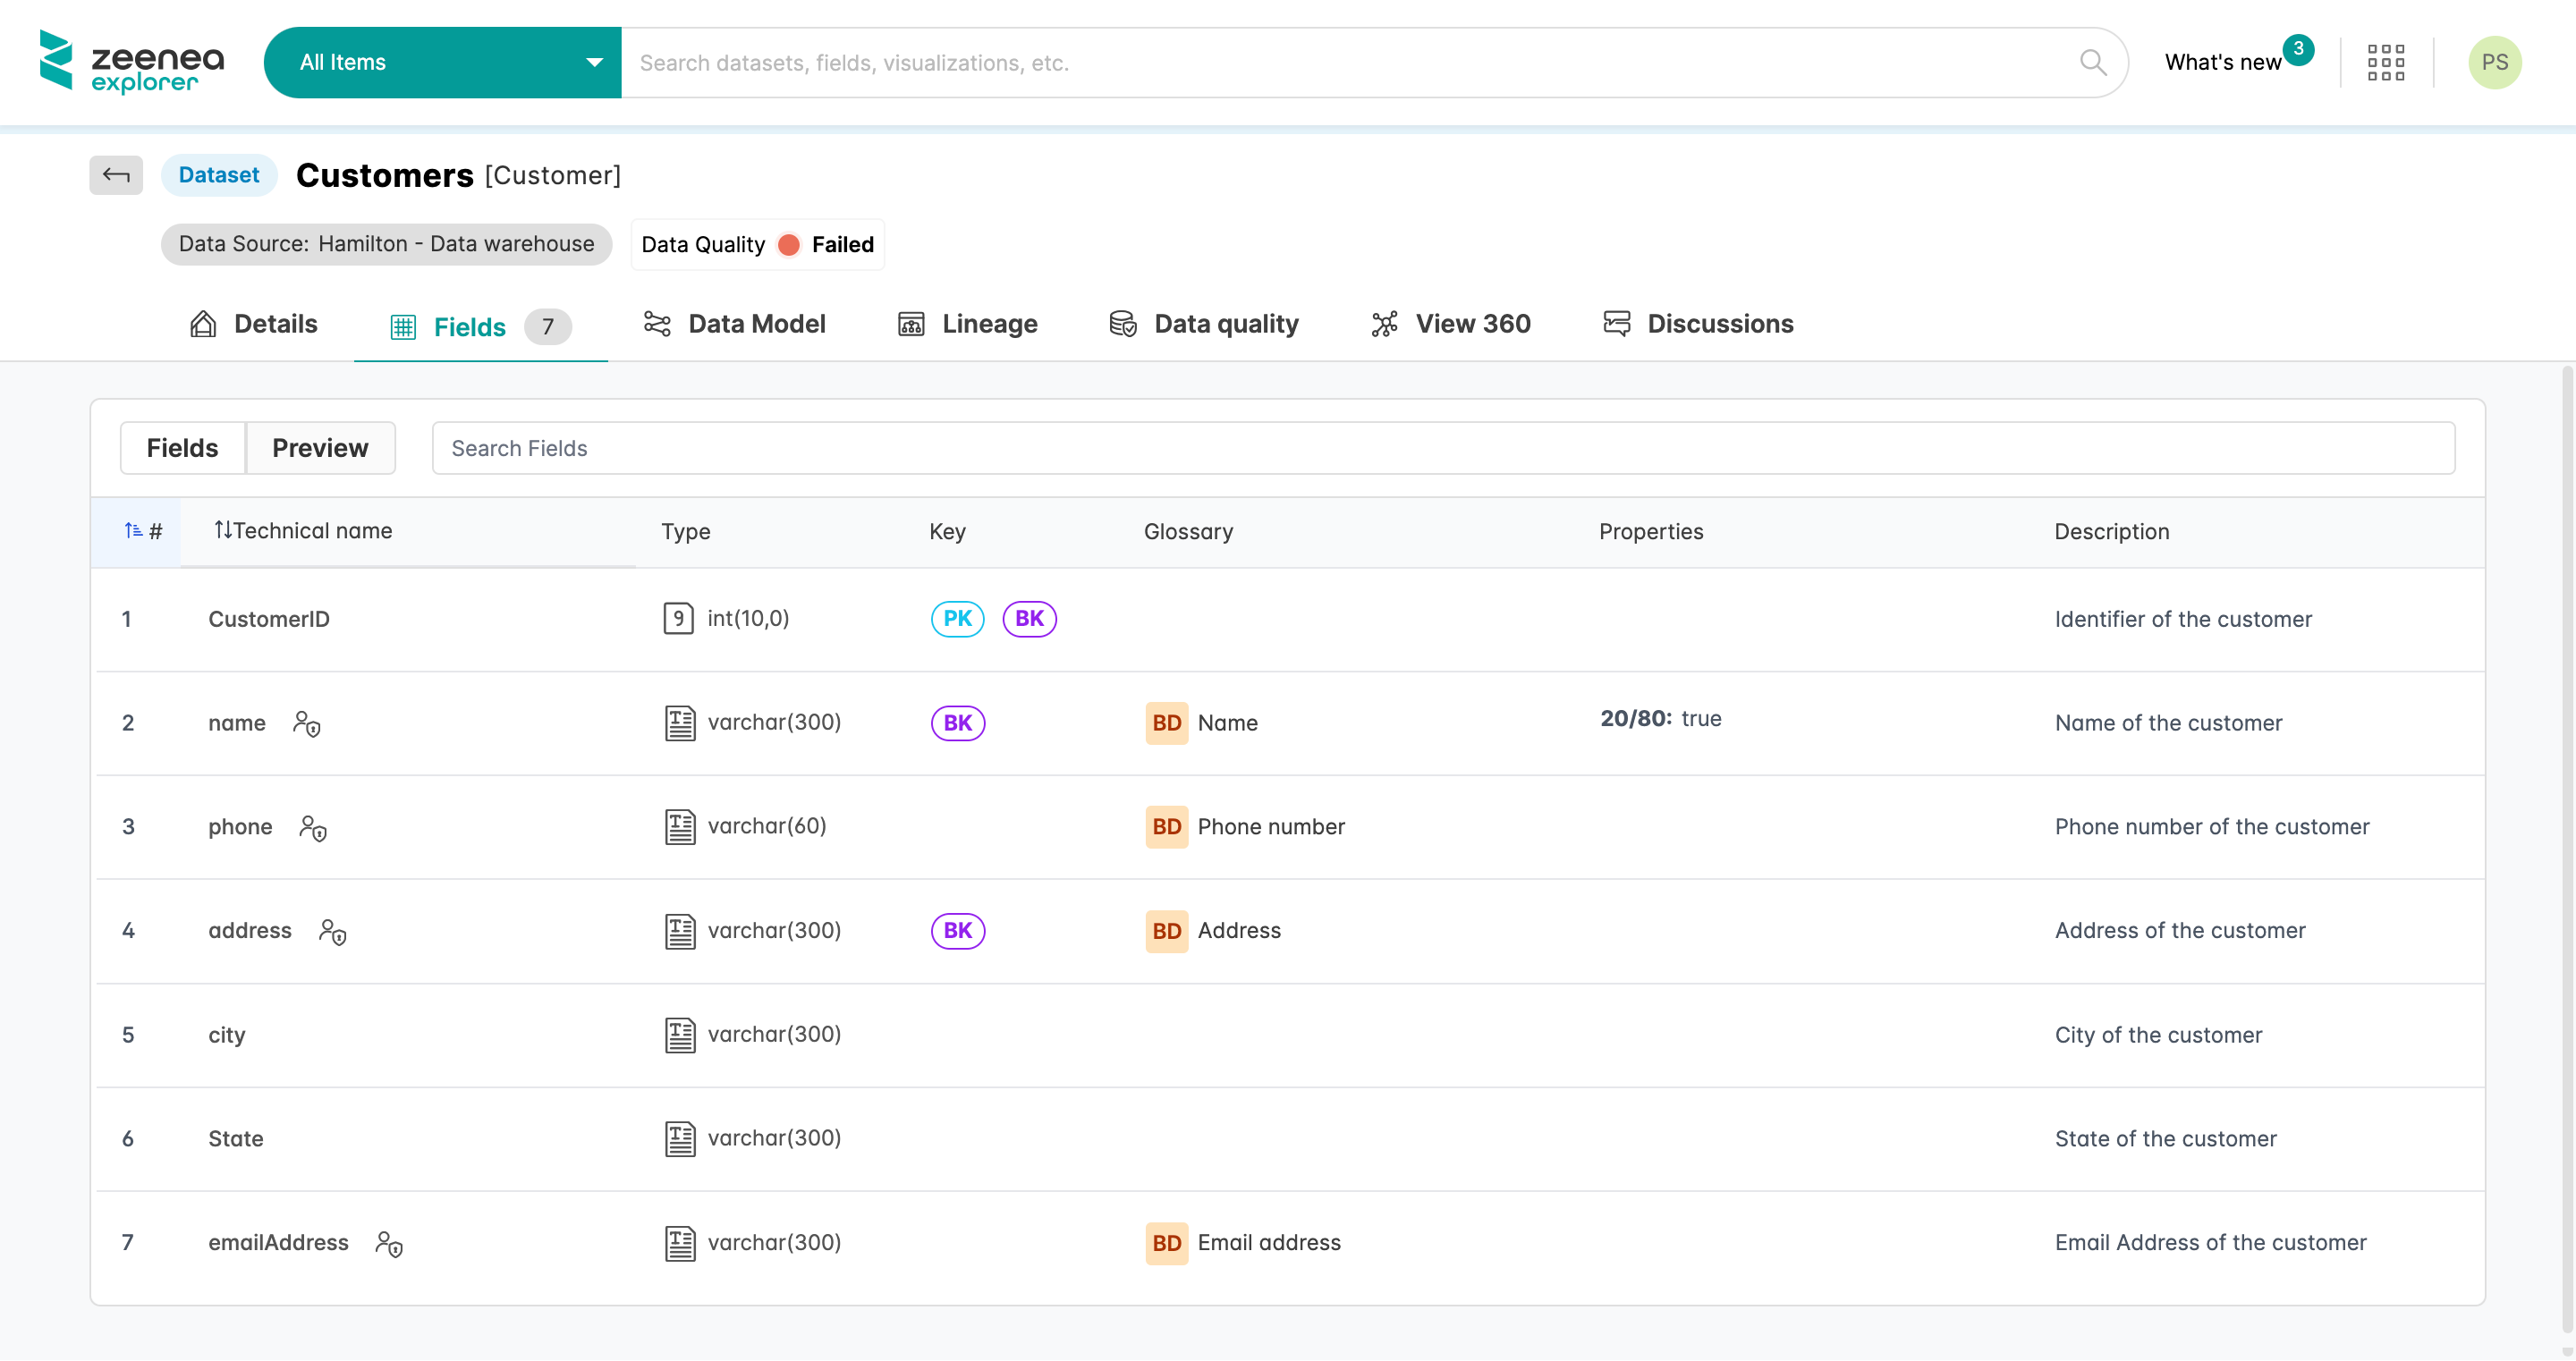 zeenea
explorer
All Items
Search datasets, fields, visualizations, etc.
What's new 3
PS
Dataset Customers [Customer]
Data Source: Hamilton - Data warehouse Data Quality Failed
Details Fields 7 Data Model Lineage Data quality View 360 Discussions
Fields Preview Search Fields
# Technical name Type Key Glossary Properties Description
1 CustomerID 9 int(10,0) PK BK Identifier of the customer
2 name T varchar(300) BK BD Name 20/80: true Name of the customer
3 phone T varchar(60) BD Phone number Phone number of the customer
4 address T varchar(300) BK BD Address Address of the customer
5 city T varchar(300) City of the customer
6 State T varchar(300) State of the customer
7 emailAddress T varchar(300) BD Email address Email Address of the customer